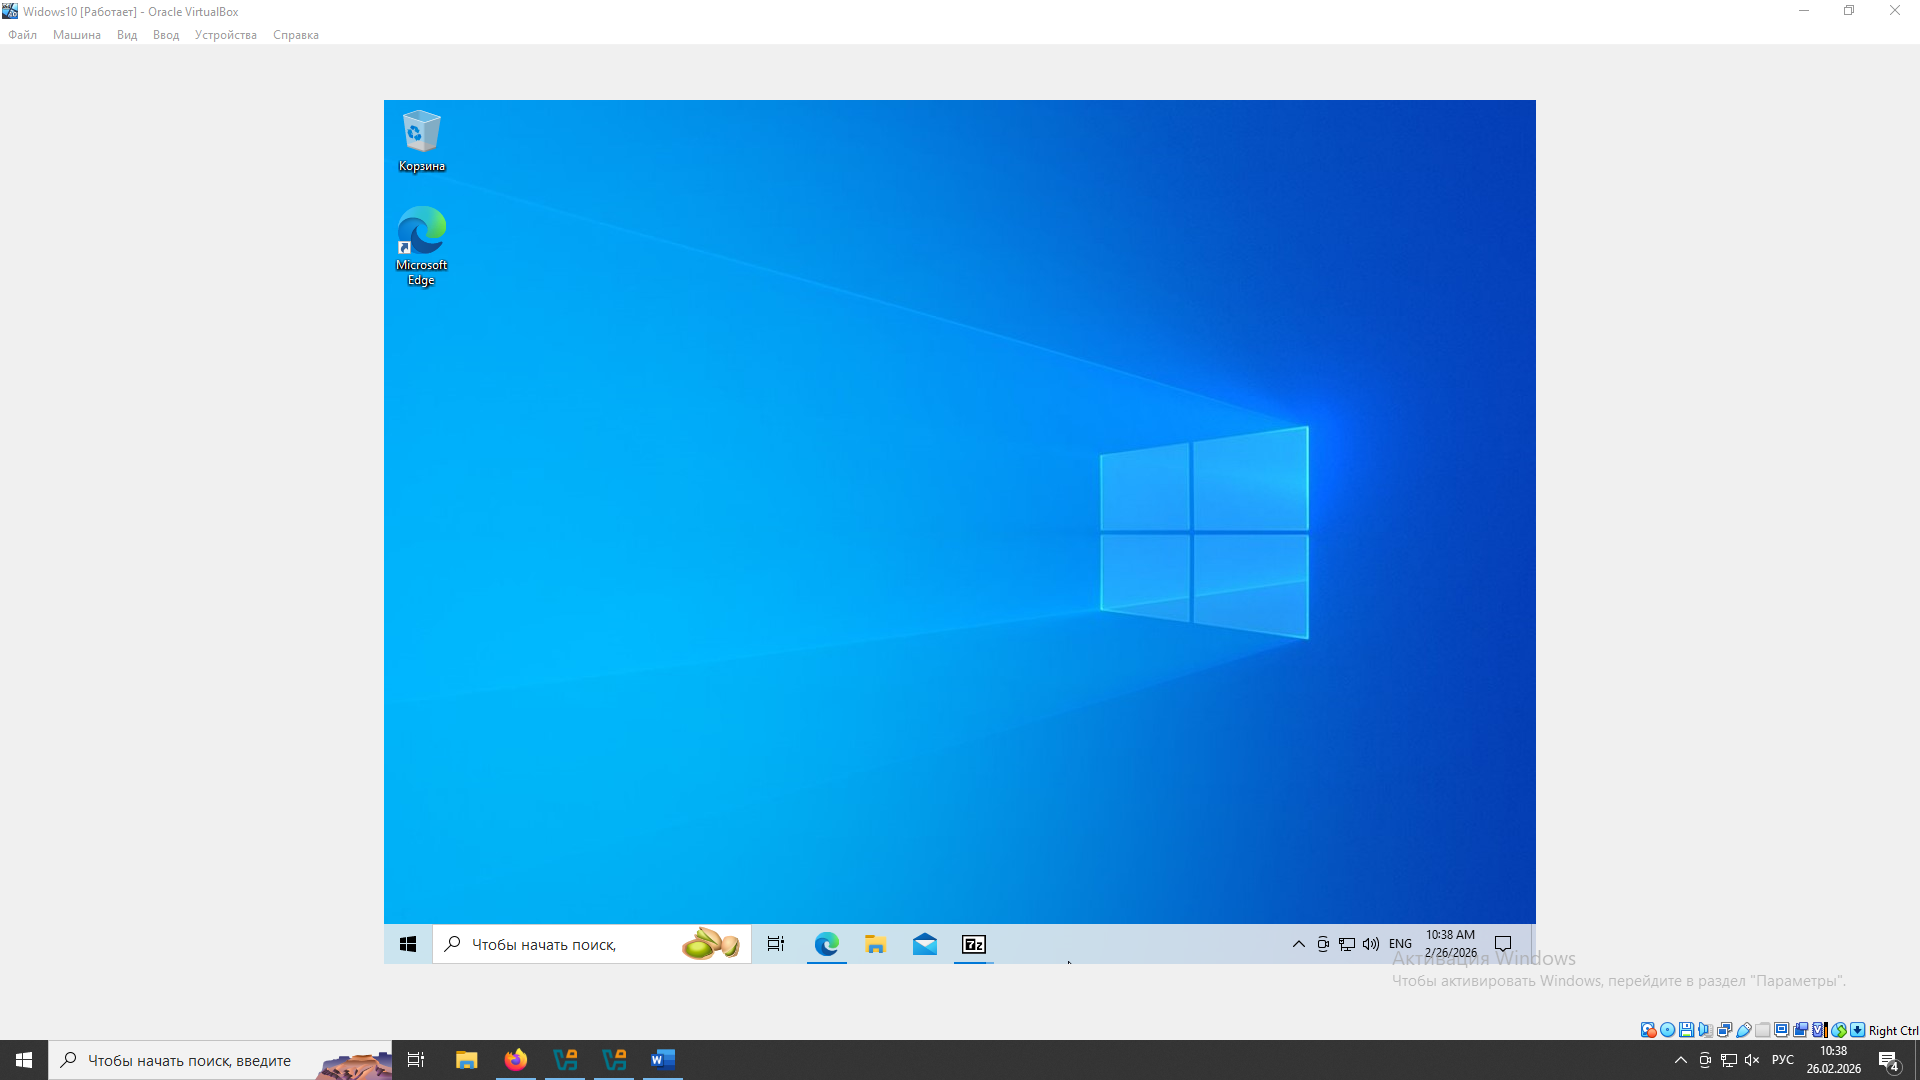 Widows10 [Работает] - Oracle VirtualBox
Файл Машина Вид Ввод Устройства Справка
Корзина
Microsoft
Edge
Чтобы начать поиск,
7z
ENG
10:38 AM
2/26/2026
Активация Windows
Чтобы активировать Windows, перейдите в раздел "Параметры".
Right Ctrl
Чтобы начать поиск, введите
РУС
10:38
26.02.2026
4